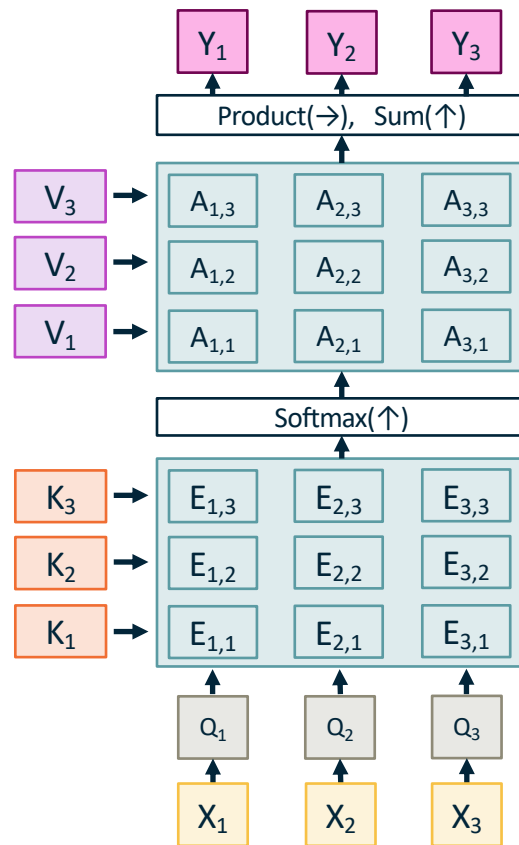 Y₁ Y₂ Y₃
Product(→), Sum(↑)
V₃ A₁,₃ A₂,₃ A₃,₃
V₂ A₁,₂ A₂,₂ A₃,₂
V₁ A₁,₁ A₂,₁ A₃,₁
Softmax(↑)
K₃ E₁,₃ E₂,₃ E₃,₃
K₂ E₁,₂ E₂,₂ E₃,₂
K₁ E₁,₁ E₂,₁ E₃,₁
Q₁ Q₂ Q₃
X₁ X₂ X₃